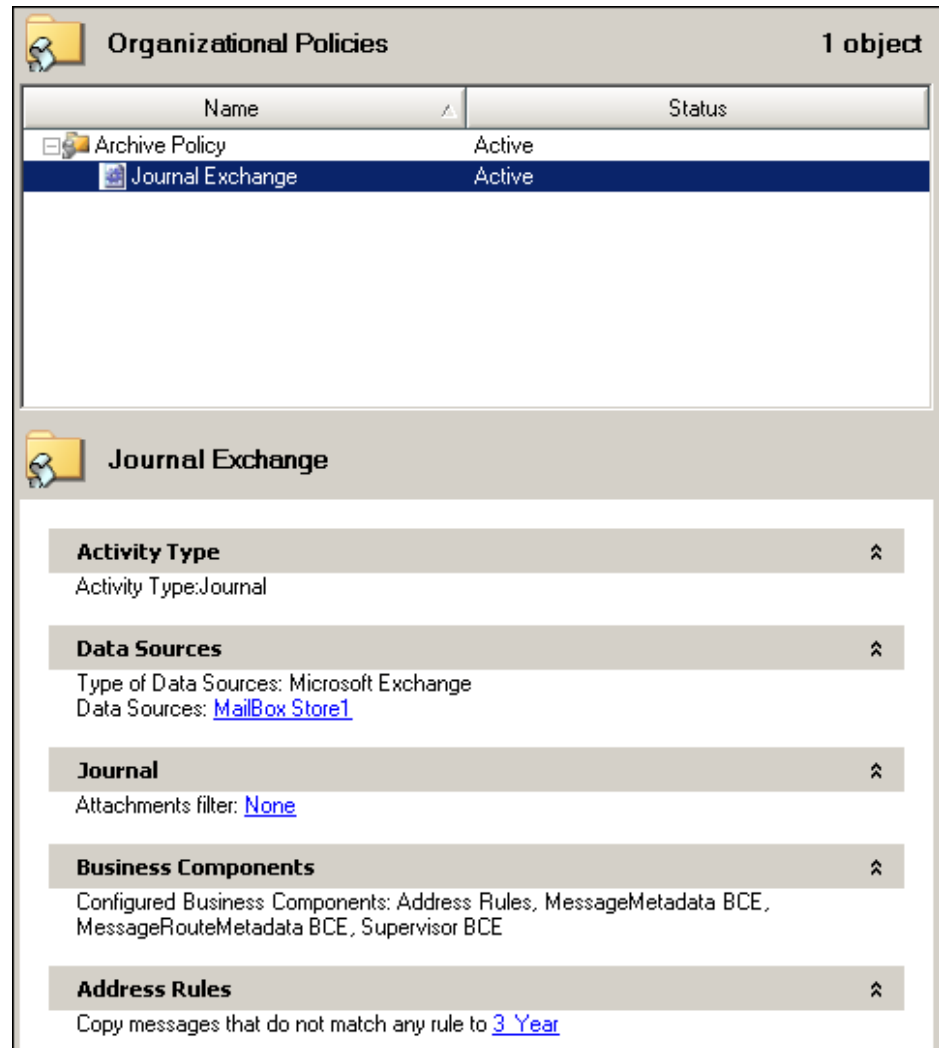 Organizational Policies 1 object
Name Status
Archive Policy Active
Journal Exchange Active
Journal Exchange
Activity Type
Activity Type:Journal
Data Sources
Type of Data Sources: Microsoft Exchange
Data Sources: MailBox Store1
Journal
Attachments filter: None
Business Components
Configured Business Components: Address Rules, MessageMetadata BCE,
MessageRouteMetadata BCE, Supervisor BCE
Address Rules
Copy messages that do not match any rule to 3 Year